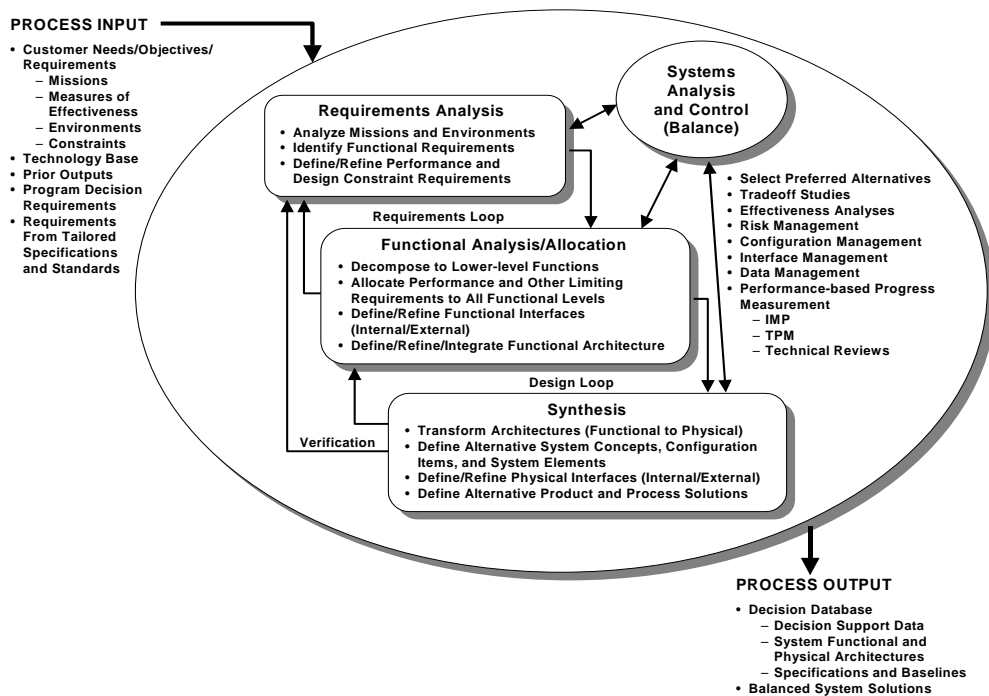 PROCESS INPUT
• Customer Needs/Objectives/
Requirements
– Missions
– Measures of
Effectiveness
– Environments
– Constraints
• Technology Base
• Prior Outputs
• Program Decision
Requirements
• Requirements
From Tailored
Specifications
and Standards
Systems
Analysis
and Control
(Balance)
Requirements Analysis
• Analyze Missions and Environments
• Identify Functional Requirements
• Define/Refine Performance and
Design Constraint Requirements
• Select Preferred Alternatives
• Tradeoff Studies
• Effectiveness Analyses
• Risk Management
• Configuration Management
• Interface Management
• Data Management
• Performance-based Progress
Measurement
– IMP
– TPM
– Technical Reviews
Requirements Loop
Functional Analysis/Allocation
• Decompose to Lower-level Functions
• Allocate Performance and Other Limiting
Requirements to All Functional Levels
• Define/Refine Functional Interfaces
(Internal/External)
• Define/Refine/Integrate Functional Architecture
Design Loop
Synthesis
• Transform Architectures (Functional to Physical)
• Define Alternative System Concepts, Configuration
Items, and System Elements
• Define/Refine Physical Interfaces (Internal/External)
• Define Alternative Product and Process Solutions
Verification
PROCESS OUTPUT
• Decision Database
– Decision Support Data
– System Functional and
Physical Architectures
– Specifications and Baselines
• Balanced System Solutions